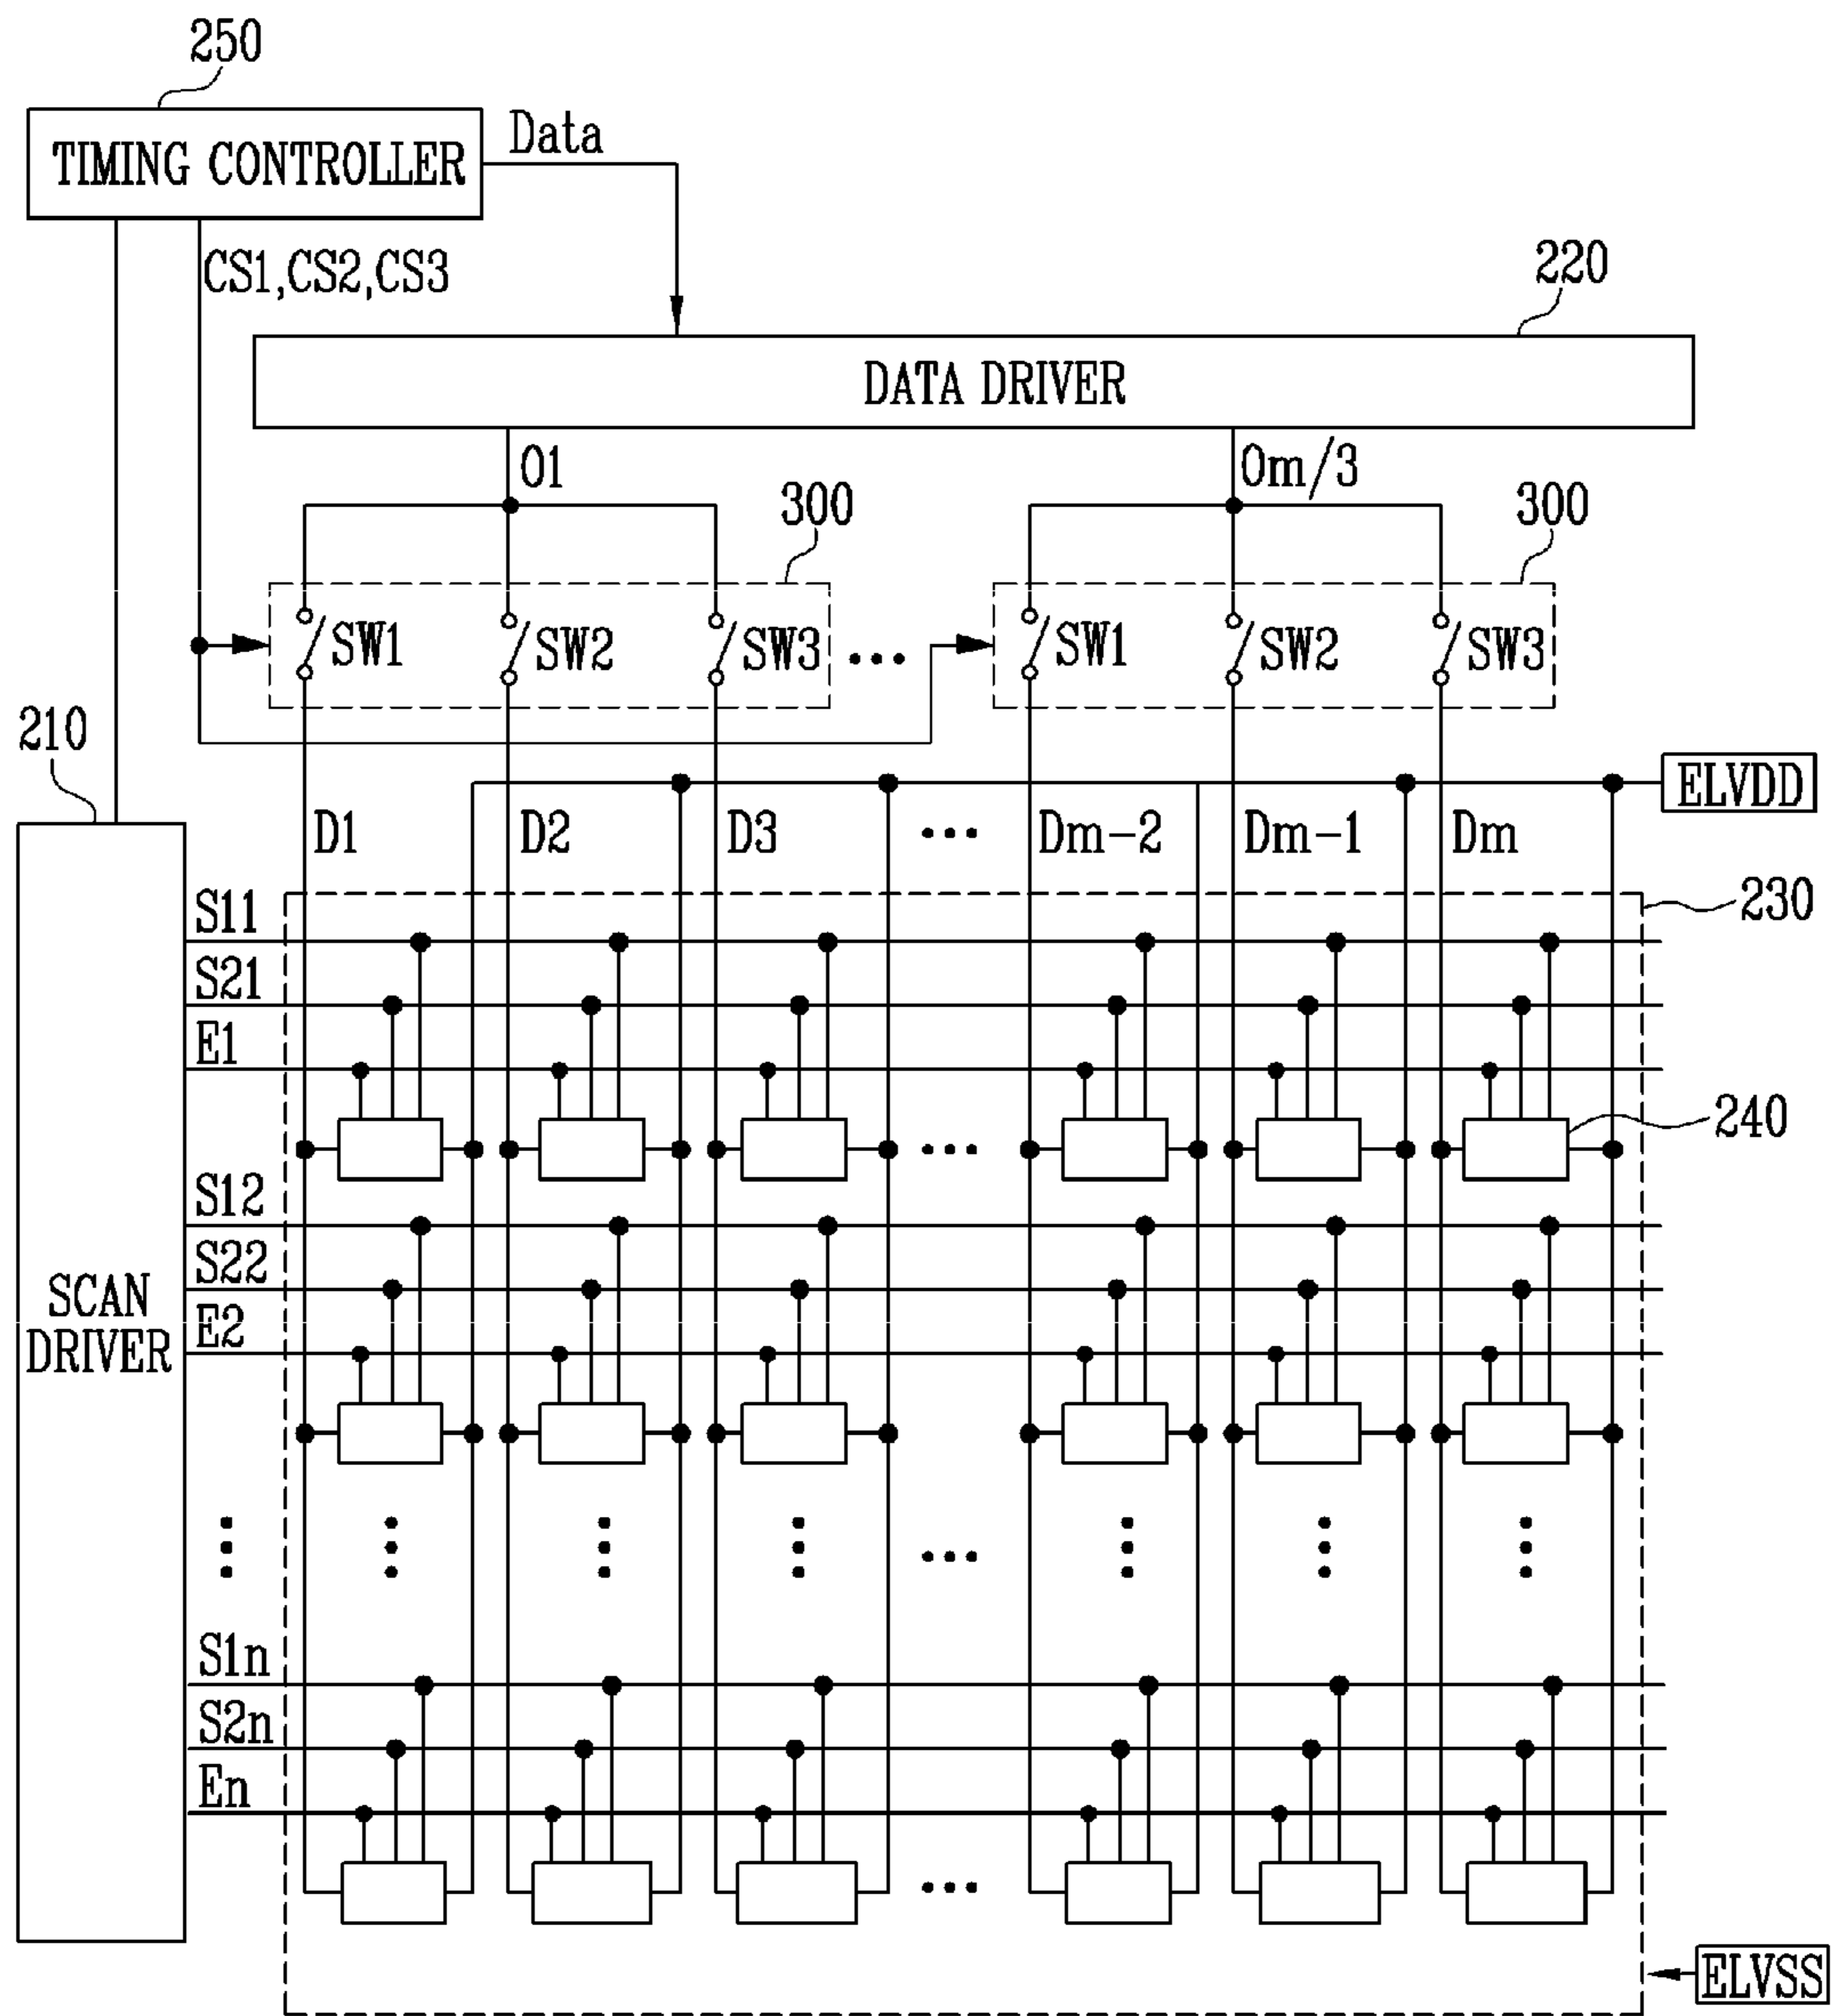 250
TIMING CONTROLLER
Data
CS1,CS2,CS3
220
DATA DRIVER
O1
Om/3
300
300
SW1
SW2
SW3
SW1
SW2
SW3
210
ELVDD
D1
D2
D3
Dm-2
Dm-1
Dm
230
S11
S21
E1
240
S12
S22
SCAN
DRIVER
E2
S1n
S2n
En
ELVSS